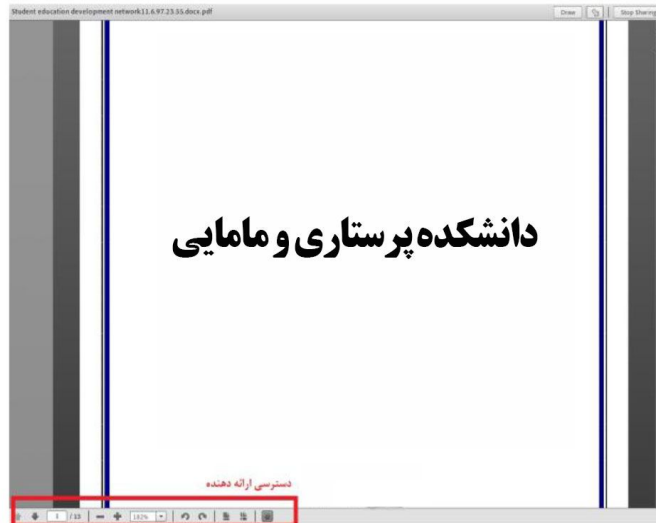 Student education development network11.6.97.23.55.docx.pdf
Draw
Stop Sharing
دانشکده پرستاری و مامایی
دسترسی ارائه دهنده
1 / 13
182%